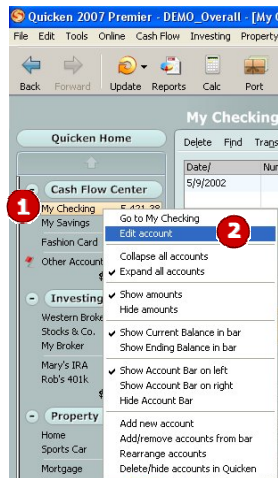 Quicken 2007 Premier - DEMO_Overall - [My C
File Edit Tools Online Cash Flow Investing Property
Back Forward Update Reports Calc Port
My Checking
Quicken Home
Delete Find Trans
Date/ Nur
5/9/2002
Cash Flow Center
1
My Checking 5,421.38
My Savings
Fashion Card
Other Account
$
Go to My Checking
Edit account
2
Collapse all accounts
Expand all accounts
Show amounts
Hide amounts
Show Current Balance in bar
Show Ending Balance in bar
Show Account Bar on left
Show Account Bar on right
Hide Account Bar
Add new account
Add/remove accounts from bar
Rearrange accounts
Delete/hide accounts in Quicken
Investing
Western Broke
Stocks & Co.
My Broker
Mary's IRA
Rob's 401k
$
Property
Home
Sports Car
Mortgage